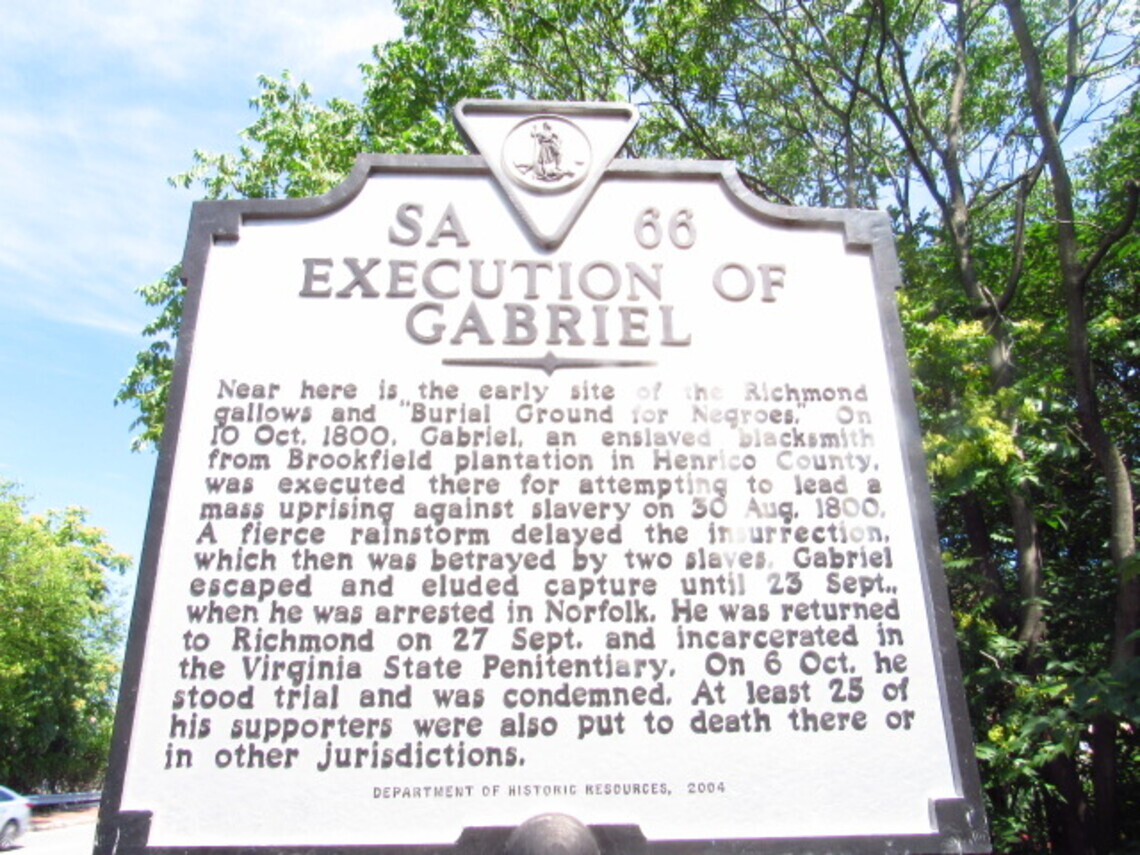 SA 66
EXECUTION OF
GABRIEL
Near here is the early site of the Richmond
gallows and "Burial Ground for Negroes." On
10 Oct. 1800, Gabriel, an enslaved blacksmith
from Brookfield plantation in Henrico County,
was executed there for attempting to lead a
mass uprising against slavery on 30 Aug. 1800.
A fierce rainstorm delayed the insurrection,
which then was betrayed by two slaves. Gabriel
escaped and eluded capture until 23 Sept.,
when he was arrested in Norfolk. He was returned
to Richmond on 27 Sept. and incarcerated in
the Virginia State Penitentiary. On 6 Oct. he
stood trial and was condemned. At least 25 of
his supporters were also put to death there or
in other jurisdictions.
DEPARTMENT OF HISTORIC RESOURCES, 2004